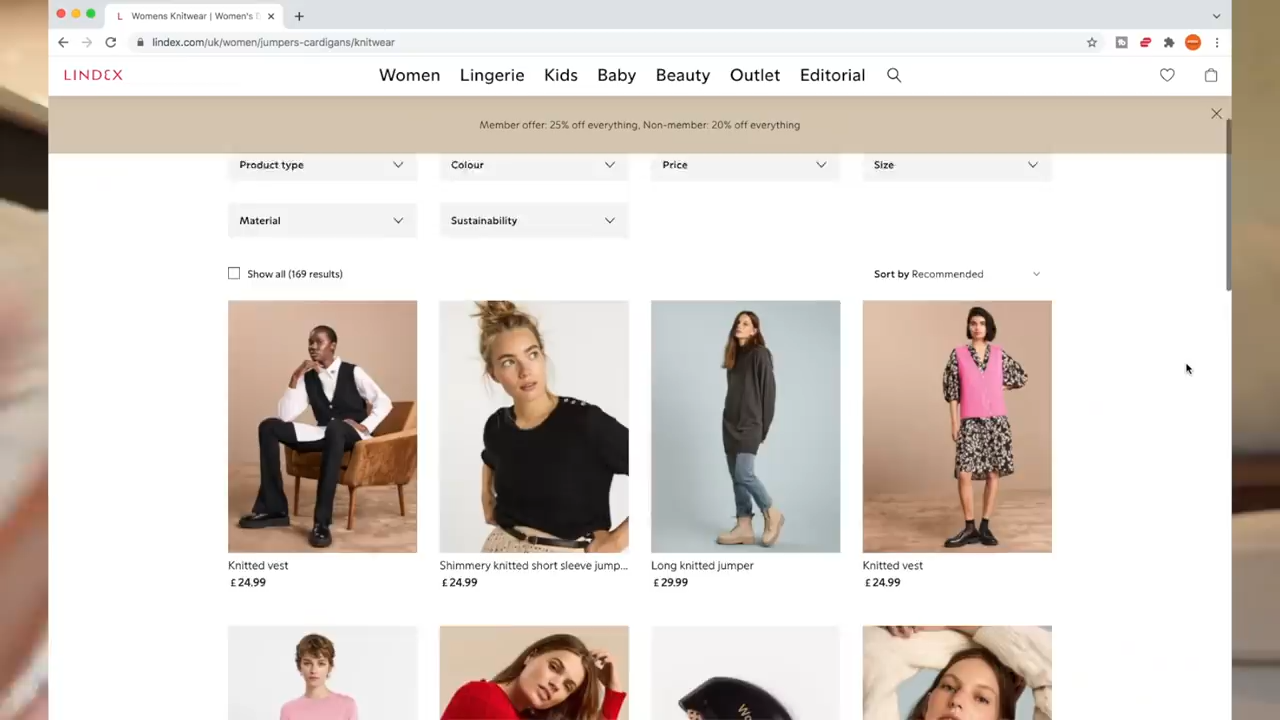 L Womens Knitwear | Women's D
lindex.com/uk/women/jumpers-cardigans/knitwear
LINDEX Women Lingerie Kids Baby Beauty Outlet Editorial
Member offer: 25% off everything, Non-member: 20% off everything
Product type Colour Price Size
Material Sustainability
Show all (169 results) Sort by Recommended
Knitted vest Shimmery knitted short sleeve jump... Long knitted jumper Knitted vest
£24.99 £24.99 £29.99 £24.99